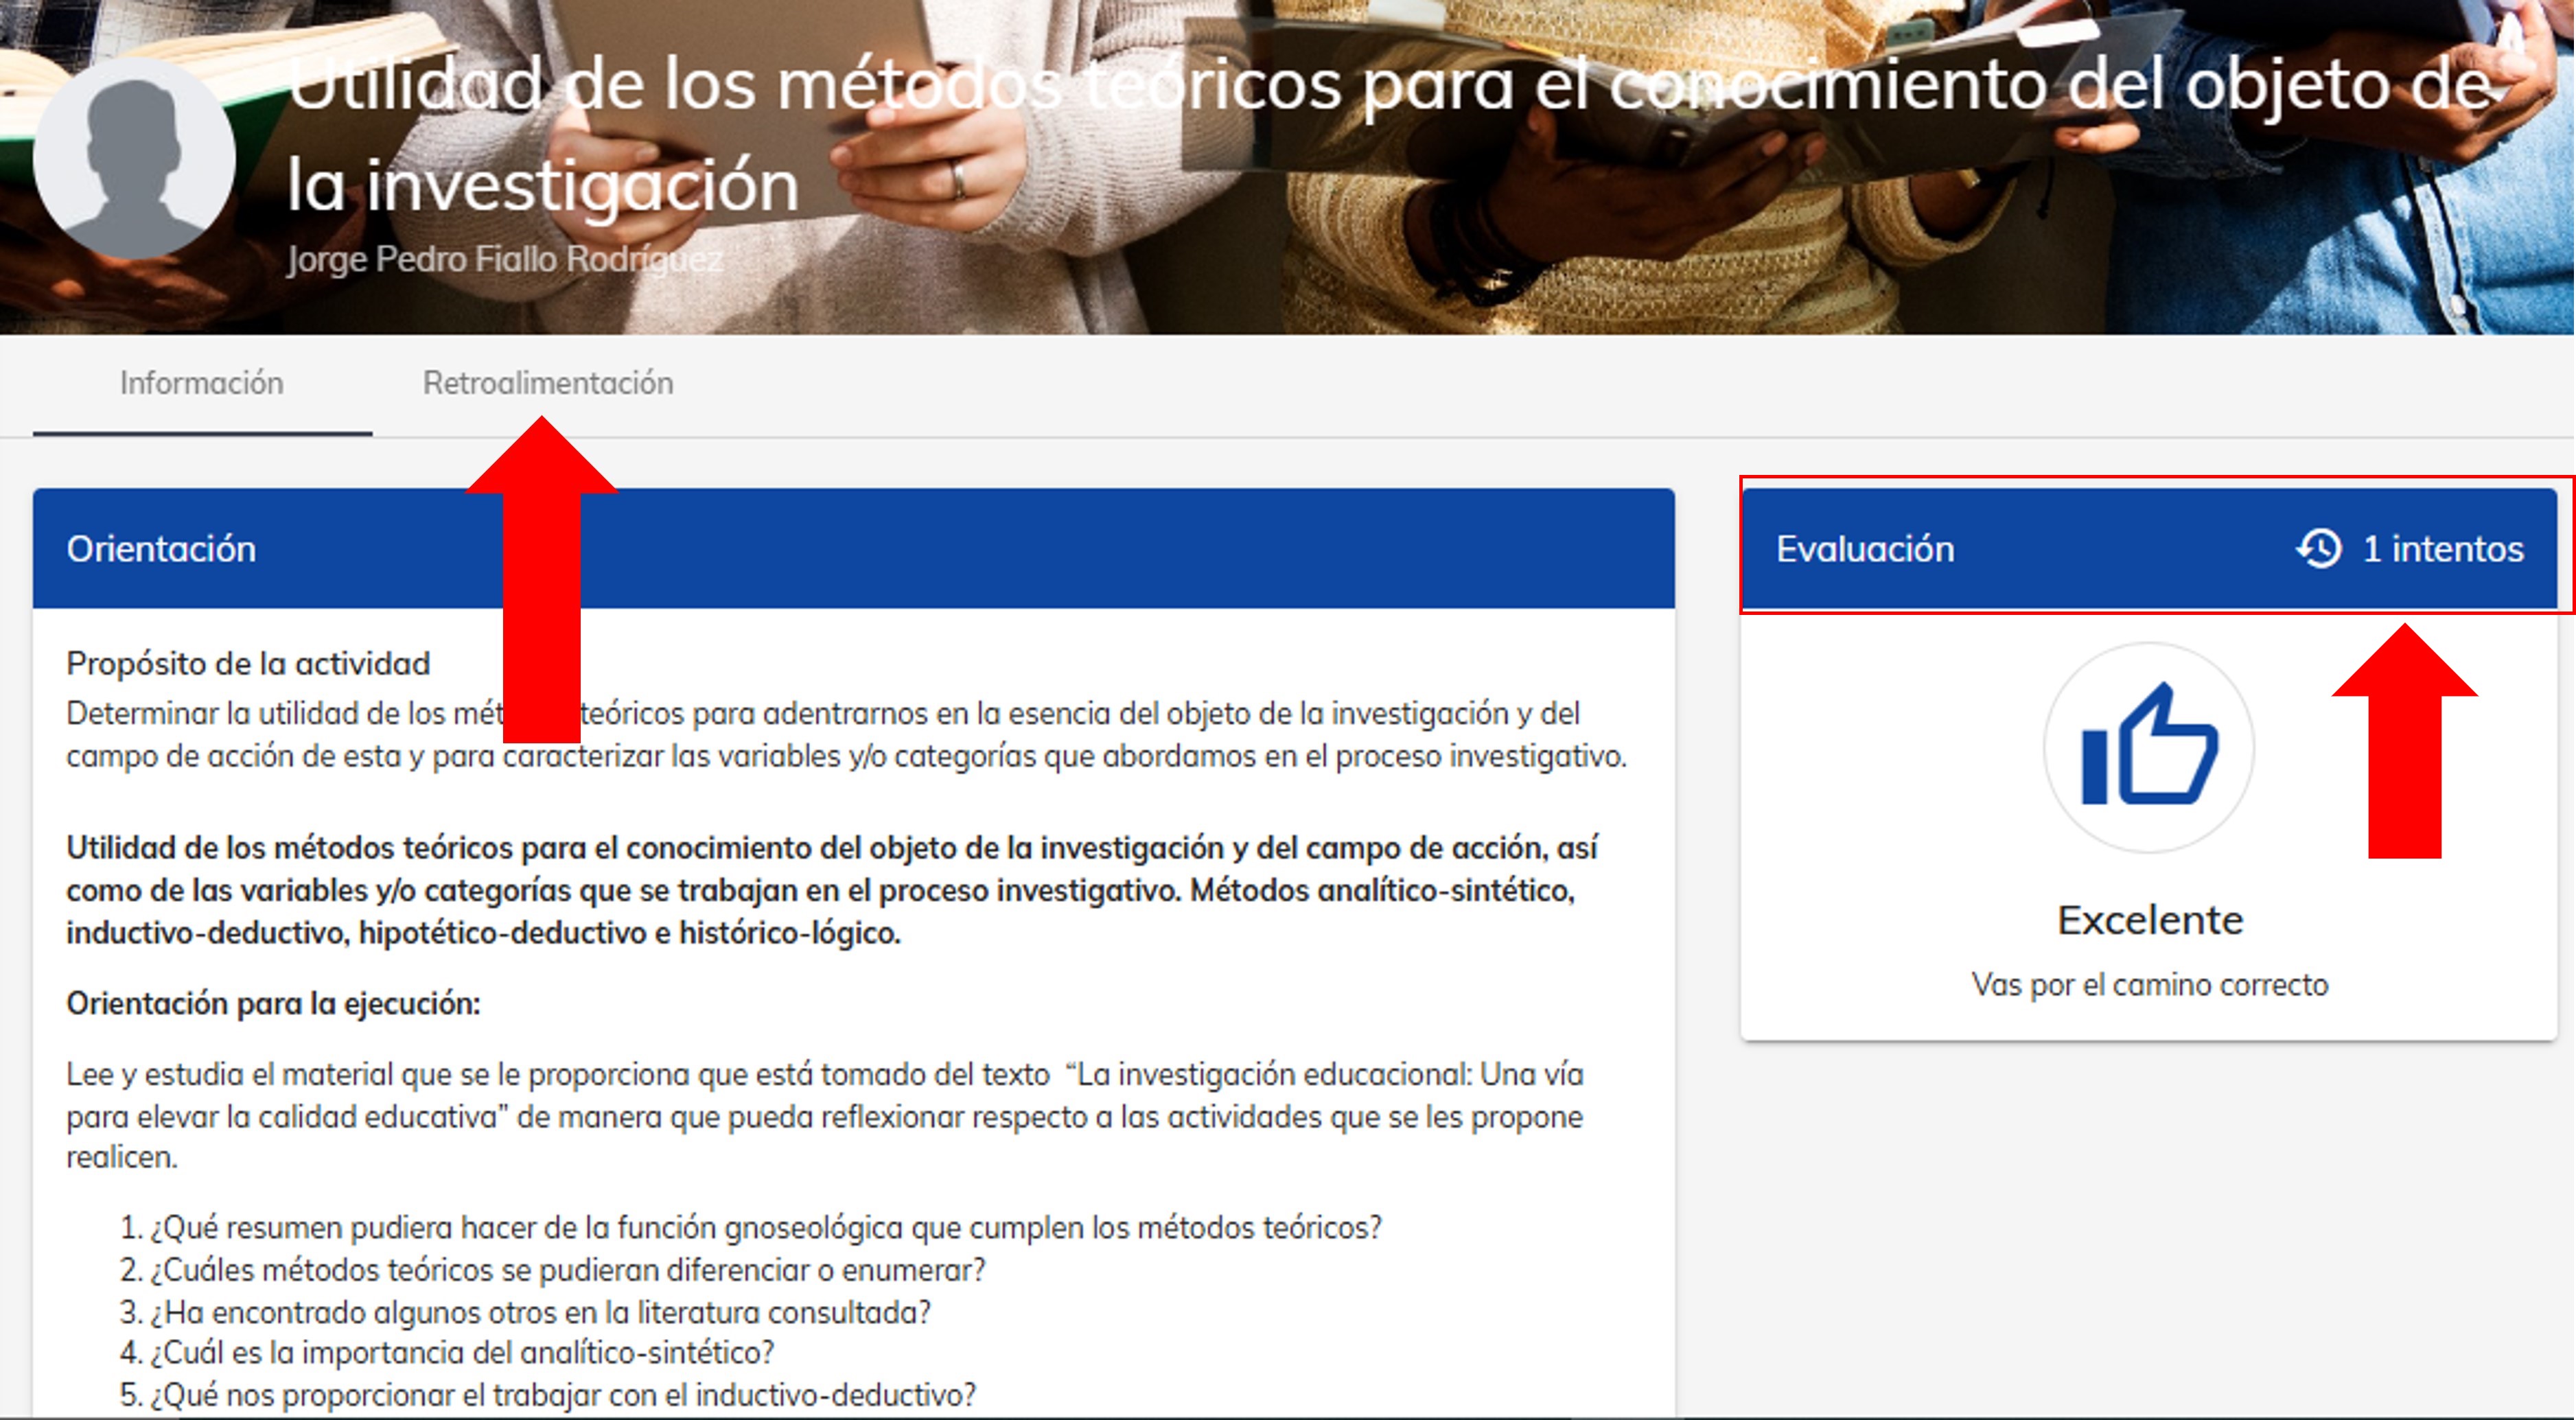 Utilidad de los métodos teóricos para el conocimiento del objeto de
la investigación
Jorge Pedro Fiallo Rodríguez
Información Retroalimentación
Orientación
Propósito de la actividad
Determinar la utilidad de los mét teóricos para adentrarnos en la esencia del objeto de la investigación y del
campo de acción de esta y para caracterizar las variables y/o categorías que abordamos en el proceso investigativo.
Utilidad de los métodos teóricos para el conocimiento del objeto de la investigación y del campo de acción, así
como de las variables y/o categorías que se trabajan en el proceso investigativo. Métodos analítico-sintético,
inductivo-deductivo, hipotético-deductivo e histórico-lógico.
Orientación para la ejecución:
Lee y estudia el material que se le proporciona que está tomado del texto “La investigación educacional: Una vía
para elevar la calidad educativa” de manera que pueda reflexionar respecto a las actividades que se les propone
realicen.
1. ¿Qué resumen pudiera hacer de la función gnoseológica que cumplen los métodos teóricos?
2. ¿Cuáles métodos teóricos se pudieran diferenciar o enumerar?
3. ¿Ha encontrado algunos otros en la literatura consultada?
4. ¿Cuál es la importancia del analítico-sintético?
5. ¿Qué nos proporcionar el trabajar con el inductivo-deductivo?
Evaluación 1 intentos
Excelente
Vas por el camino correcto